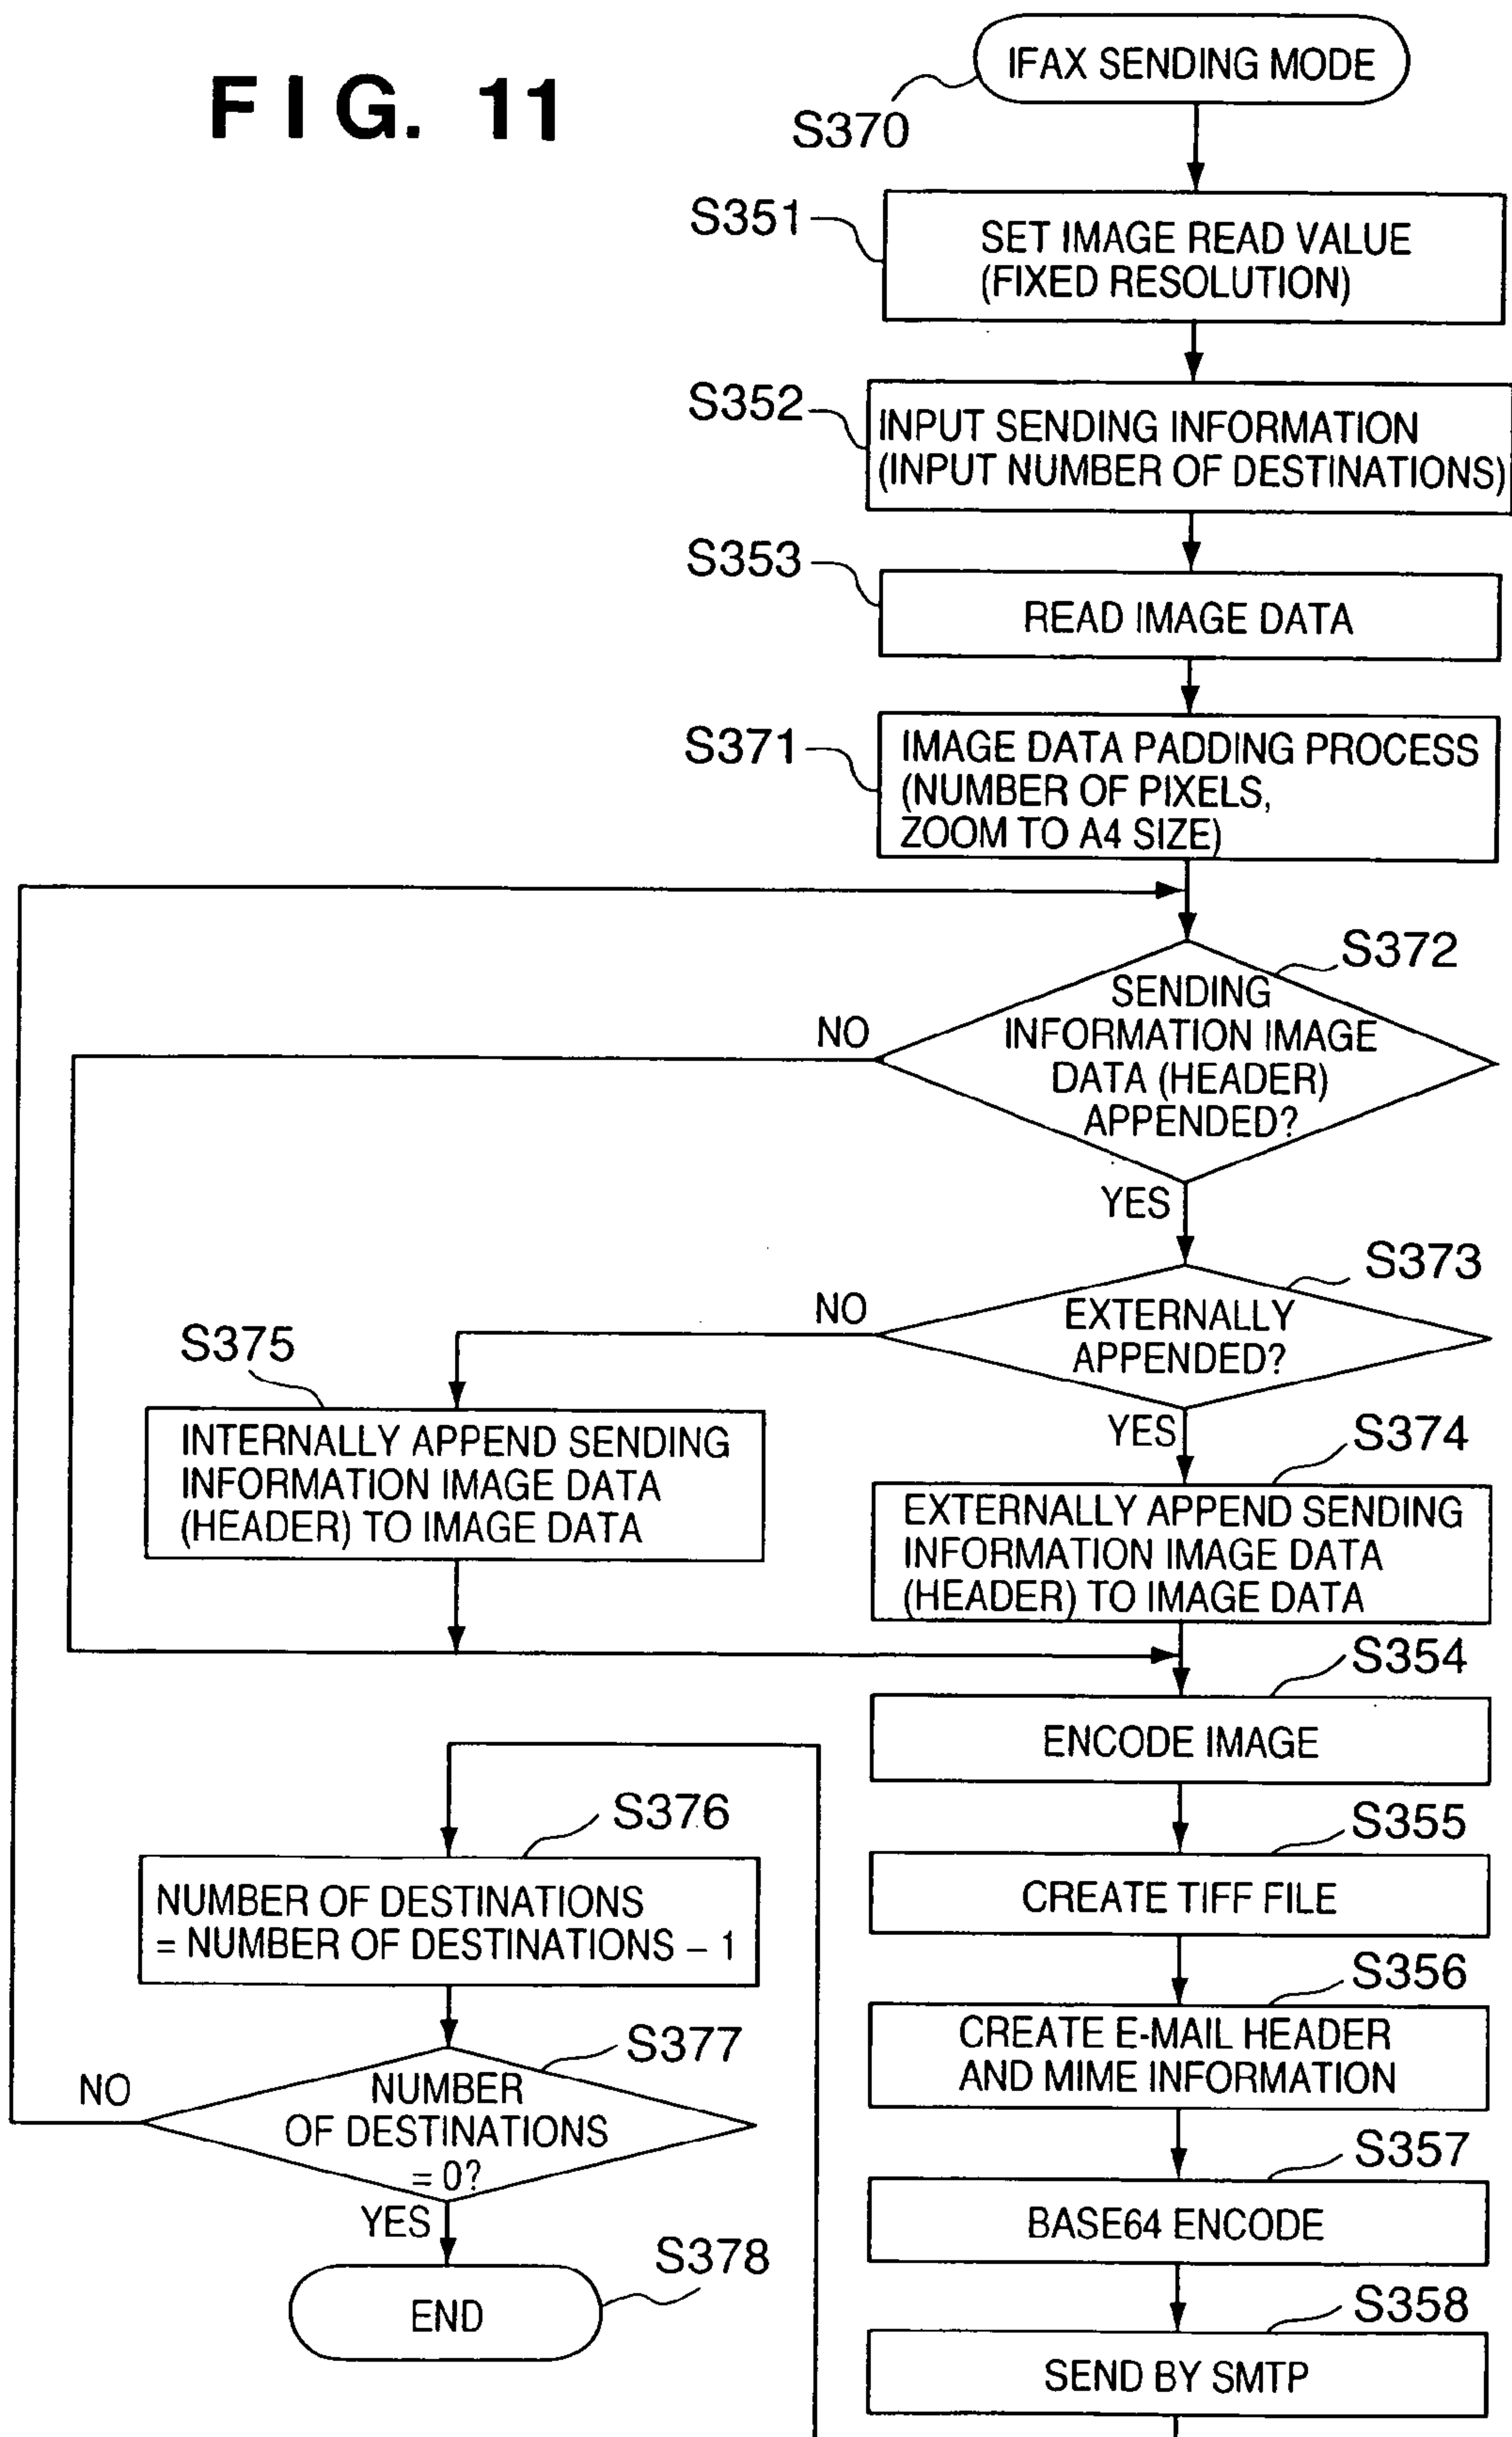 FIG. 11
IFAX SENDING MODE
S370
S351
SET IMAGE READ VALUE
(FIXED RESOLUTION)
S352
INPUT SENDING INFORMATION
(INPUT NUMBER OF DESTINATIONS)
S353
READ IMAGE DATA
S371
IMAGE DATA PADDING PROCESS
(NUMBER OF PIXELS,
ZOOM TO A4 SIZE)
S372
SENDING
INFORMATION IMAGE
DATA (HEADER)
APPENDED?
NO
YES
S373
EXTERNALLY
APPENDED?
NO
YES
S375
INTERNALLY APPEND SENDING
INFORMATION IMAGE DATA
(HEADER) TO IMAGE DATA
S374
EXTERNALLY APPEND SENDING
INFORMATION IMAGE DATA
(HEADER) TO IMAGE DATA
S354
ENCODE IMAGE
S355
CREATE TIFF FILE
S356
CREATE E-MAIL HEADER
AND MIME INFORMATION
S357
BASE64 ENCODE
S358
SEND BY SMTP
S376
NUMBER OF DESTINATIONS
= NUMBER OF DESTINATIONS – 1
S377
NUMBER
OF DESTINATIONS
= 0?
NO
YES
S378
END